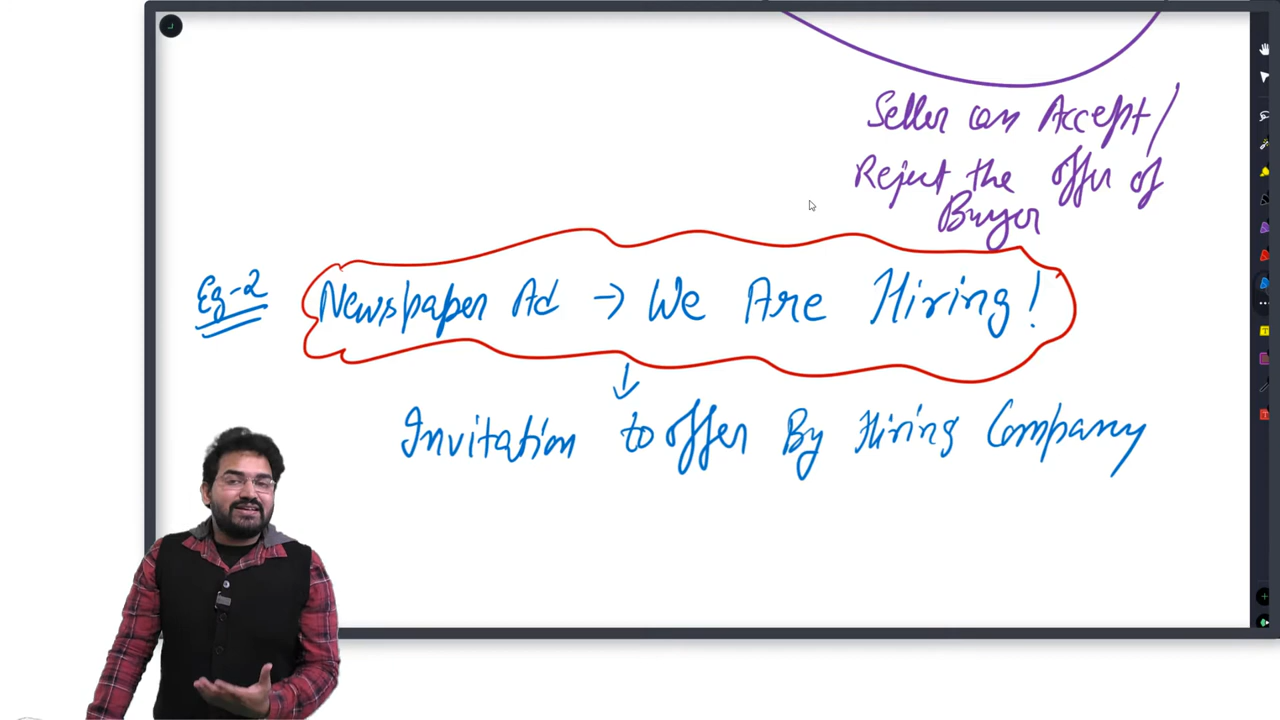 Seller can Accept/
Reject the offer of
Buyer
Eg-2 Newspaper Ad → We Are Hiring!
↓
Invitation to offer By Hiring Company